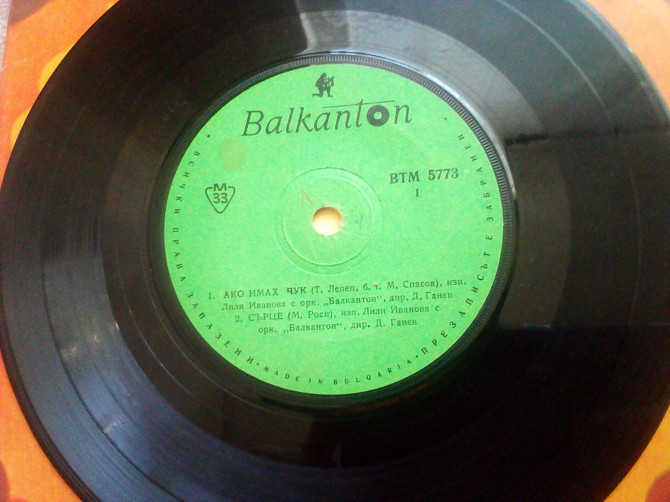 Balkanton
M
33
ВТМ 5773
I
1. АКО ИМАХ ЧУК (Т. Лепец, б. т. М. Спасов), изп.
Лили Иванова с орк. „Балкантон", дир. Д. Ганев
2. СЪРЦЕ (М. Роси), изп. Лили Иванова с
орк. „Балкантон", дир. Д. Ганев
• ВСИЧКИ ПРАВА ЗАПАЗЕНИ • MADE IN BULGARIA • ПРЕЗАПИСЪТ Е ЗАБРАНЕН •